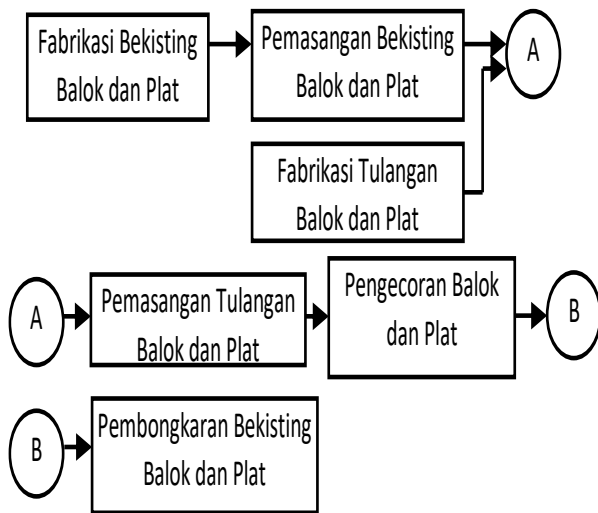 Fabrikasi Bekisting
Balok dan Plat
Pemasangan Bekisting
Balok dan Plat
A
Fabrikasi Tulangan
Balok dan Plat
A
Pemasangan Tulangan
Balok dan Plat
Pengecoran Balok
dan Plat
B
B
Pembongkaran Bekisting
Balok dan Plat